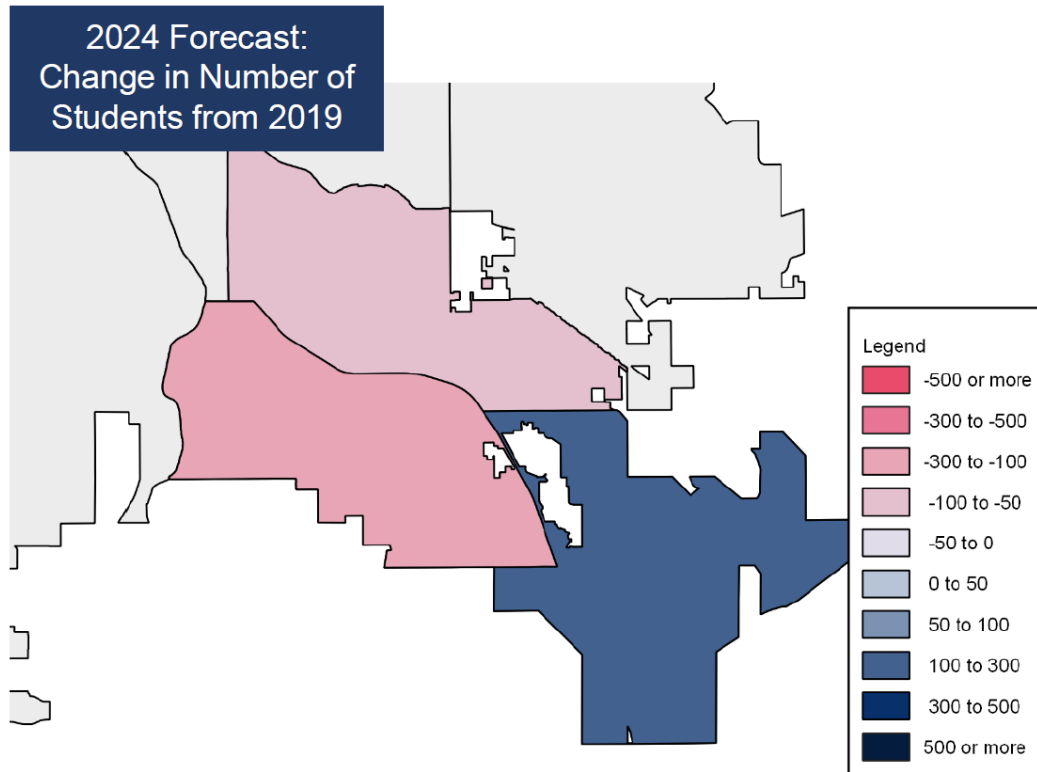 2024 Forecast:
Change in Number of
Students from 2019
Legend
-500 or more
-300 to -500
-300 to -100
-100 to -50
-50 to 0
0 to 50
50 to 100
100 to 300
300 to 500
500 or more